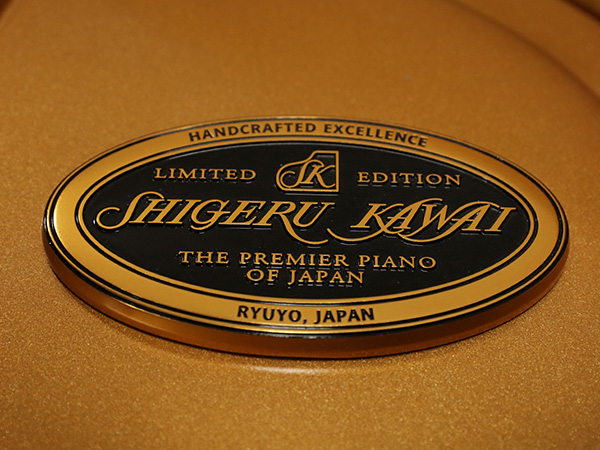 HANDCRAFTED EXCELLENCE
LIMITED SK EDITION
SHIGERU KAWAI
THE PREMIER PIANO
OF JAPAN
RYUYO, JAPAN